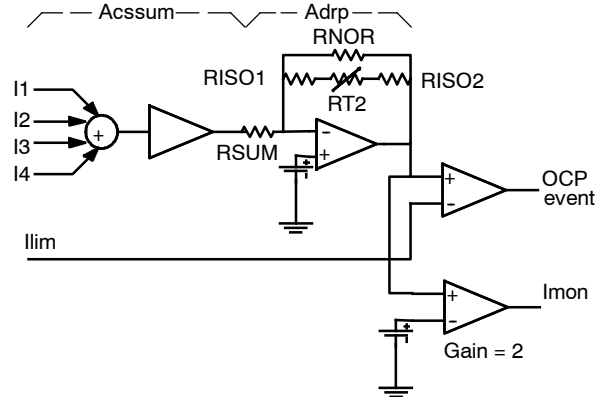 Acssum Adrp
RNOR
RISO1 RISO2
RT2
I1
I2
I3
I4
+
RSUM
-
+
+
Ilim
+
-
OCP
event
+
-
Imon
+
Gain = 2